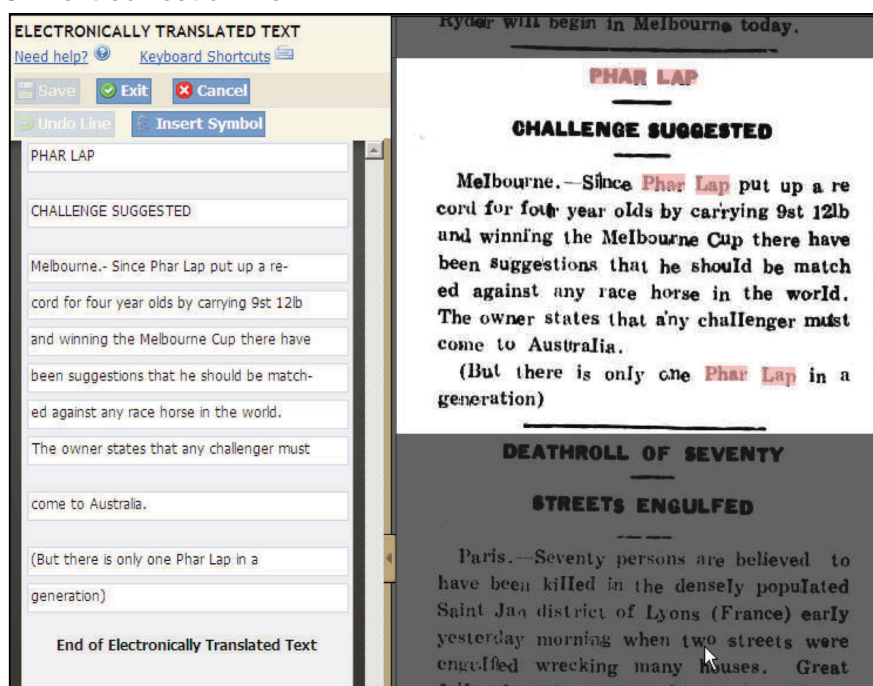 ELECTRONICALLY TRANSLATED TEXT
Need help? Keyboard Shortcuts
Save Exit Cancel
Undo Line Insert Symbol
PHAR LAP
CHALLENGE SUGGESTED
Melbourne.- Since Phar Lap put up a re-
cord for four year olds by carrying 9st 12lb
and winning the Melbourne Cup there have
been suggestions that he should be match-
ed against any race horse in the world.
The owner states that any challenger must
come to Australia.
(But there is only one Phar Lap in a
generation)
End of Electronically Translated Text
Ryder will begin in Melbourne today.
PHAR LAP
CHALLENGE SUGGESTED
Melbourne.—Since Phar Lap put up a re
cord for four year olds by carrying 9st 12lb
and winning the Melbourne Cup there have
been suggestions that he should be match
ed against any race horse in the world.
The owner states that any challenger must
come to Australia.
(But there is only one Phar Lap in a
generation)
DEATHROLL OF SEVENTY
STREETS ENGULFED
Paris.—Seventy persons are believed to
have been killed in the densely populated
Saint Jan district of Lyons (France) early
yesterday morning when two streets were
engulfed wrecking many houses. Great